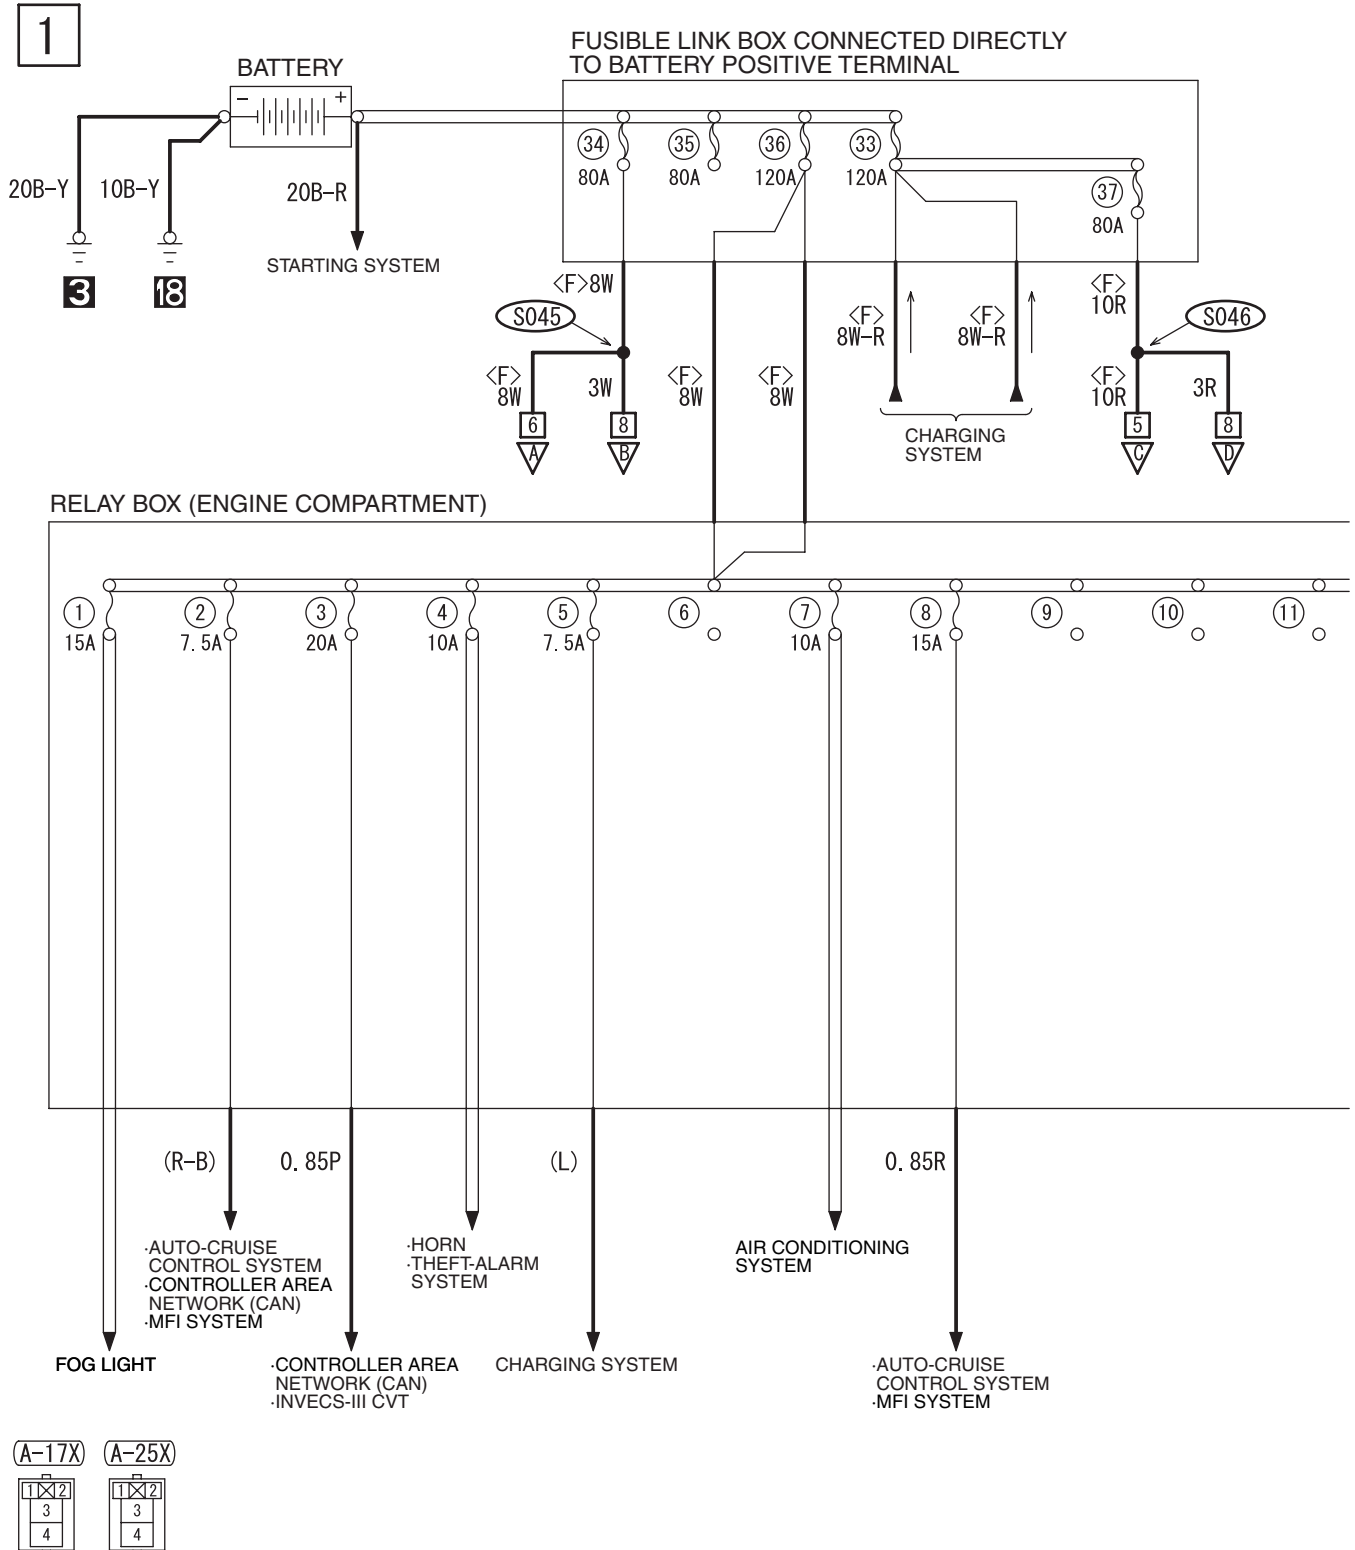 1
FUSIBLE LINK BOX CONNECTED DIRECTLY
TO BATTERY POSITIVE TERMINAL
BATTERY
− +
34 35 36 33
80A 80A 120A 120A
37
80A
20B-Y 10B-Y 20B-R
STARTING SYSTEM
3 18
<F>8W
S045
<F>
8W
3W
<F>
8W
<F>
8W
<F>
8W-R
<F>
8W-R
<F>
10R
S046
<F>
10R
3R
6 8 5 8
A B C D
CHARGING
SYSTEM
RELAY BOX (ENGINE COMPARTMENT)
1 2 3 4 5 6 7 8 9 10 11
15A 7.5A 20A 10A 7.5A 10A 15A
(R-B) 0.85P (L) 0.85R
·AUTO-CRUISE
CONTROL SYSTEM
·CONTROLLER AREA
NETWORK (CAN)
·MFI SYSTEM
·HORN
·THEFT-ALARM
SYSTEM
AIR CONDITIONING
SYSTEM
FOG LIGHT
·CONTROLLER AREA
NETWORK (CAN)
·INVECS-III CVT
CHARGING SYSTEM
·AUTO-CRUISE
CONTROL SYSTEM
·MFI SYSTEM
(A-17X) (A-25X)
1 2 1 2
3 3
4 4